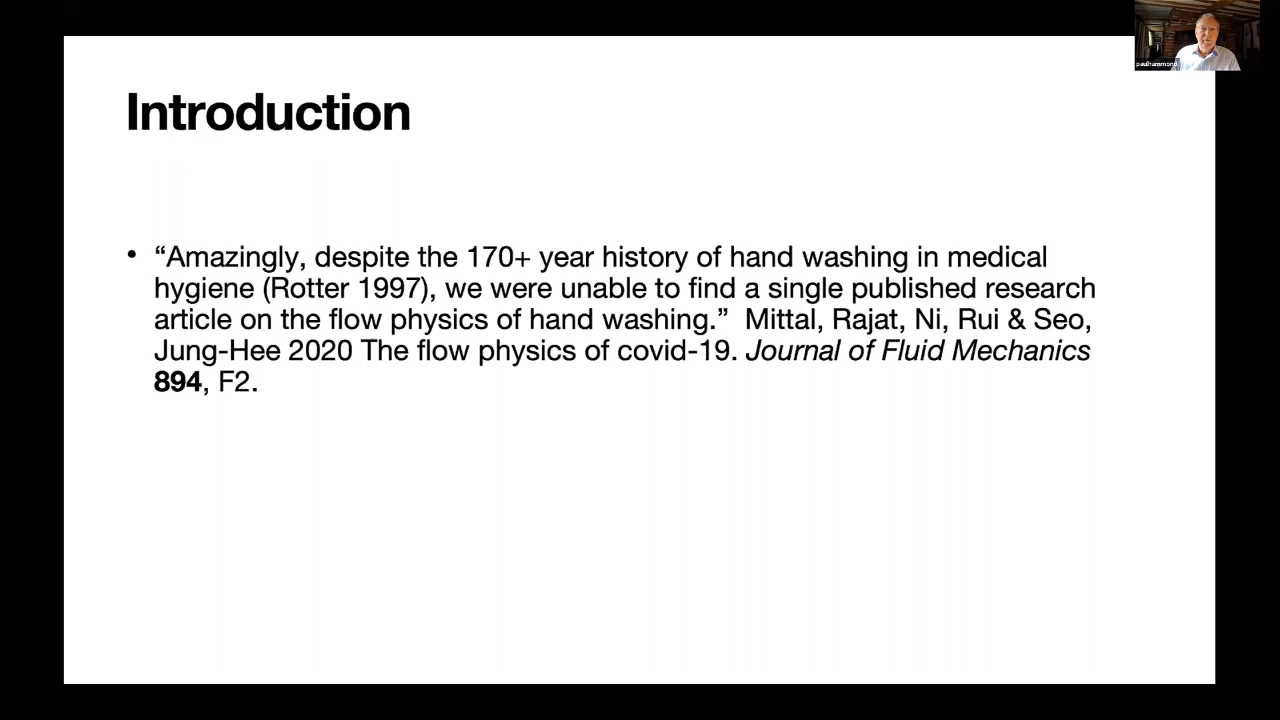 paulhammond
Introduction
• “Amazingly, despite the 170+ year history of hand washing in medical
hygiene (Rotter 1997), we were unable to find a single published research
article on the flow physics of hand washing.” Mittal, Rajat, Ni, Rui & Seo,
Jung-Hee 2020 The flow physics of covid-19. Journal of Fluid Mechanics
894, F2.